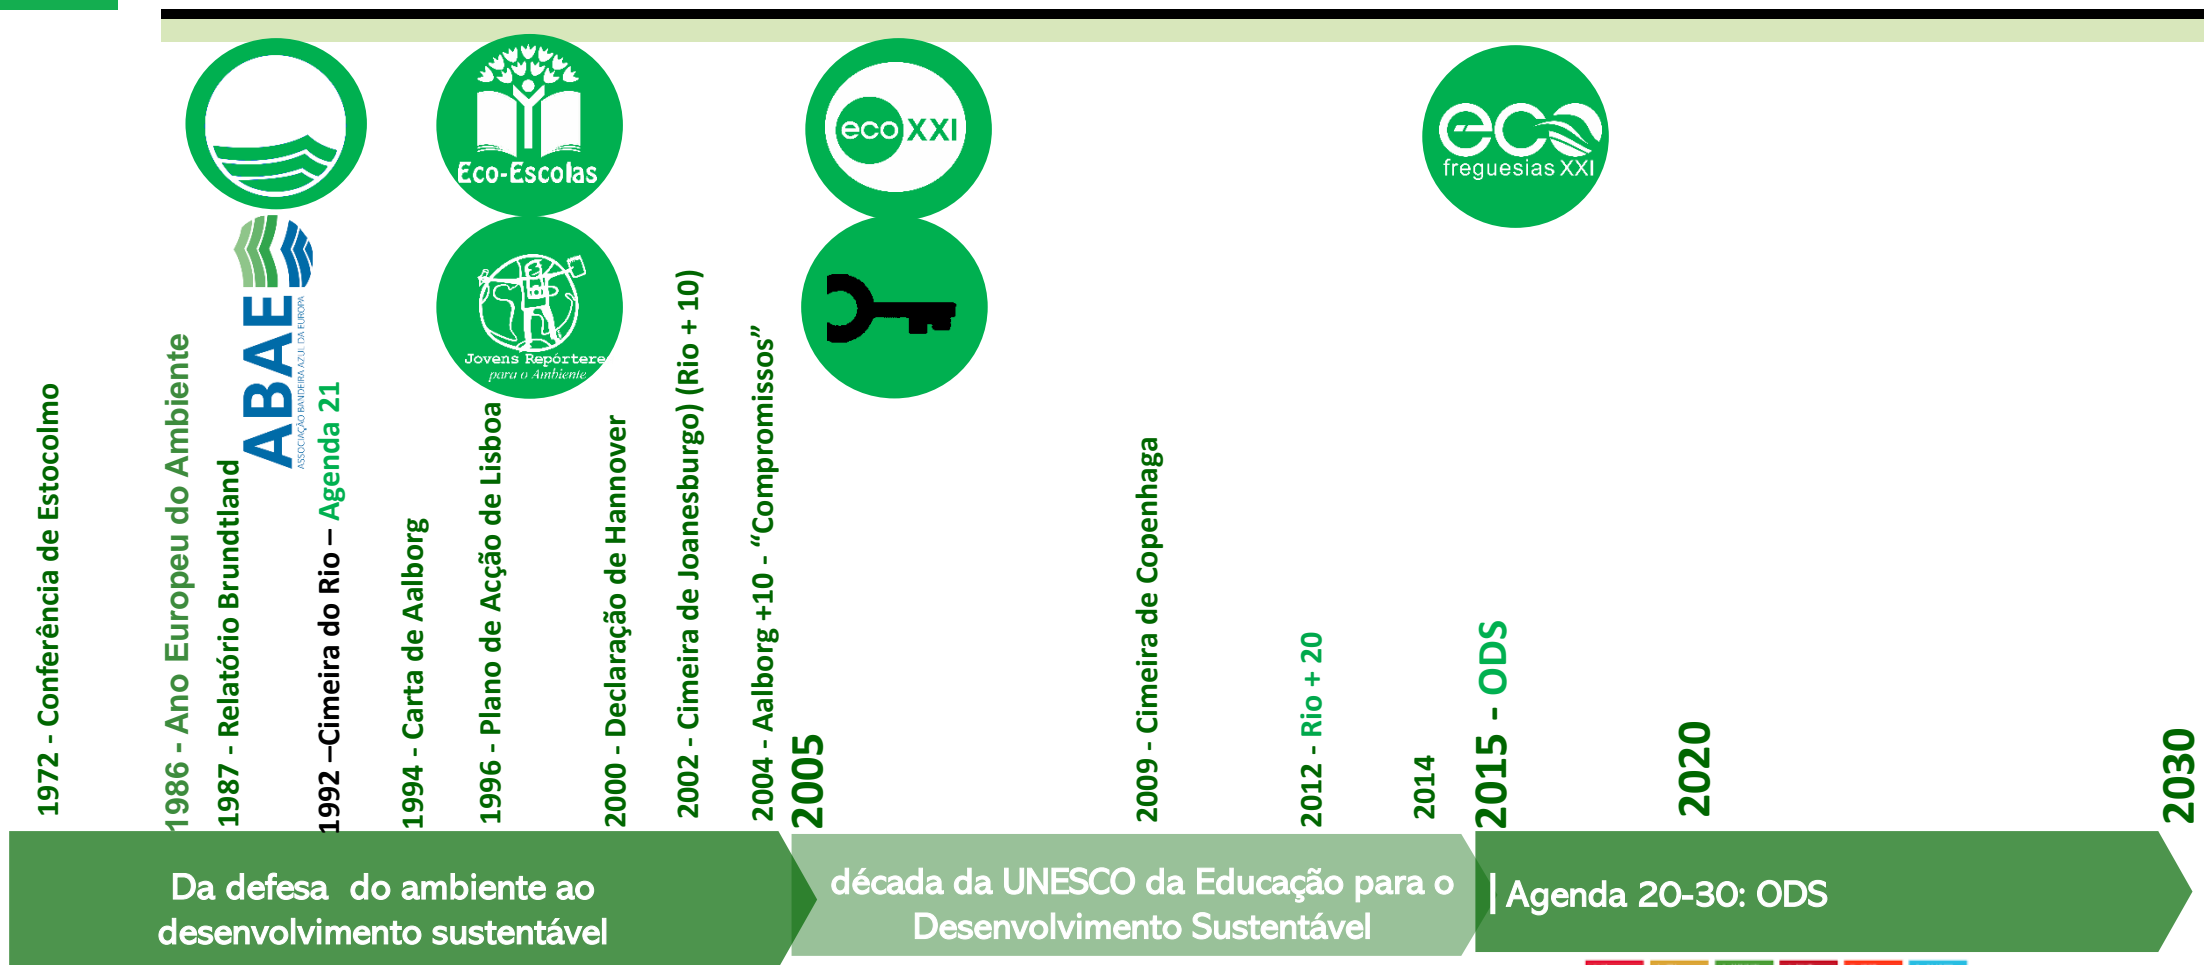 Eco-Escolas
eco XXI
eco
freguesias XXI
Jovens Repórteres
para o Ambiente
ABAE
ASSOCIAÇÃO BANDEIRA AZUL DA EUROPA
1972 - Conferência de Estocolmo
1986 - Ano Europeu do Ambiente
1987 - Relatório Brundtland
1992 –Cimeira do Rio – Agenda 21
1994 - Carta de Aalborg
1996 - Plano de Acção de Lisboa
2000 - Declaração de Hannover
2002 - Cimeira de Joanesburgo) (Rio + 10)
2004 - Aalborg +10 - “Compromissos”
2005
2009 - Cimeira de Copenhaga
2012 - Rio + 20
2014
2015 - ODS
2020
2030
Da defesa do ambiente ao
desenvolvimento sustentável
década da UNESCO da Educação para o
Desenvolvimento Sustentável
| Agenda 20-30: ODS